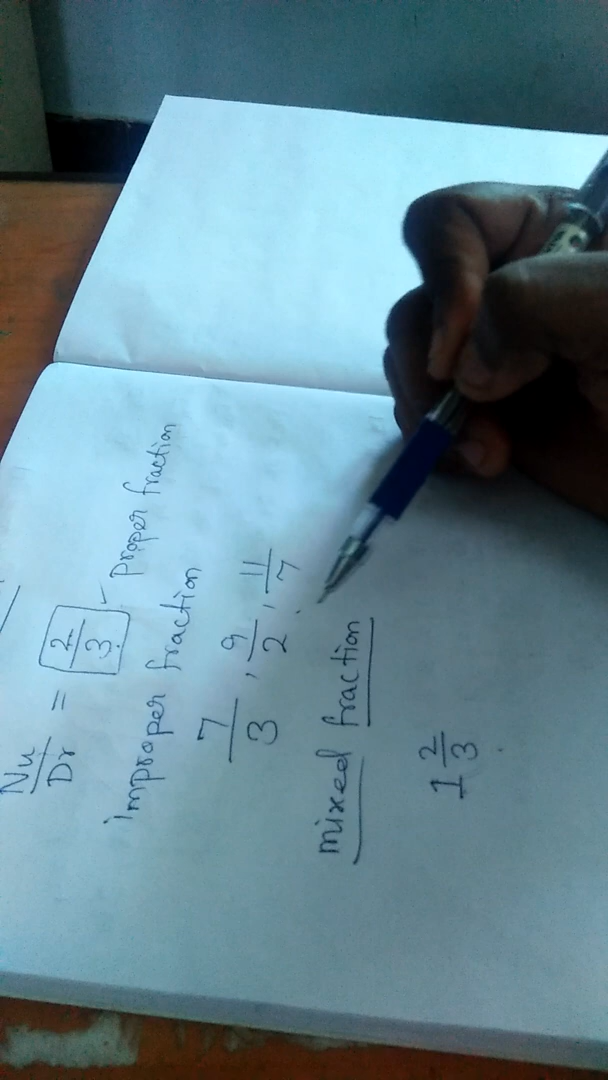 Nu/Dr = 2/3 proper fraction
improper fraction
7/3, 9/2, 11/7
mixed fraction
1 2/3